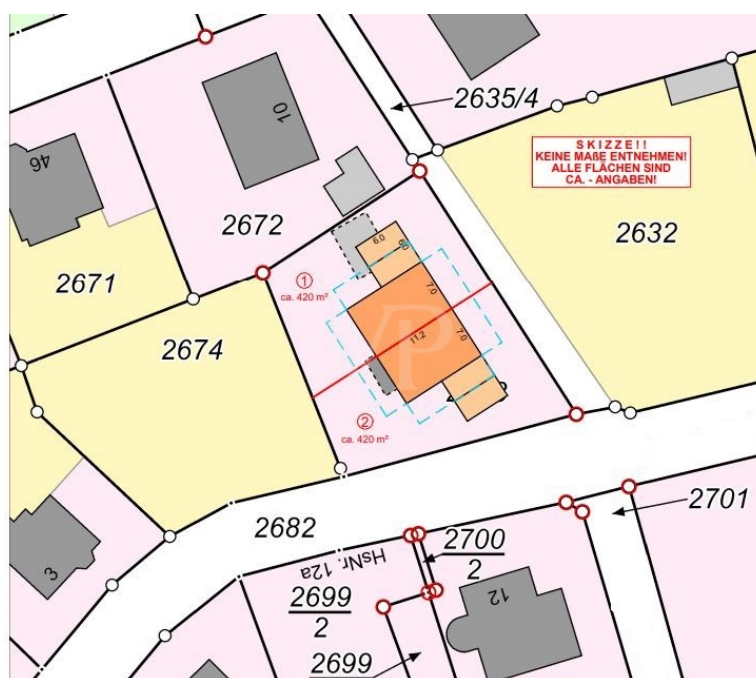 10
2635/4
SKIZZE!!
KEINE MAßE ENTNEHMEN!
ALLE FLÄCHEN SIND
CA. - ANGABEN!
46
2672
2632
6.0
6.0
2671
1
ca. 420 m²
7.0
2674
11.2
7.0
P
2
ca. 420 m²
2682
2701
2700
2
HsNr. 12a
3
2699
2
12
2699